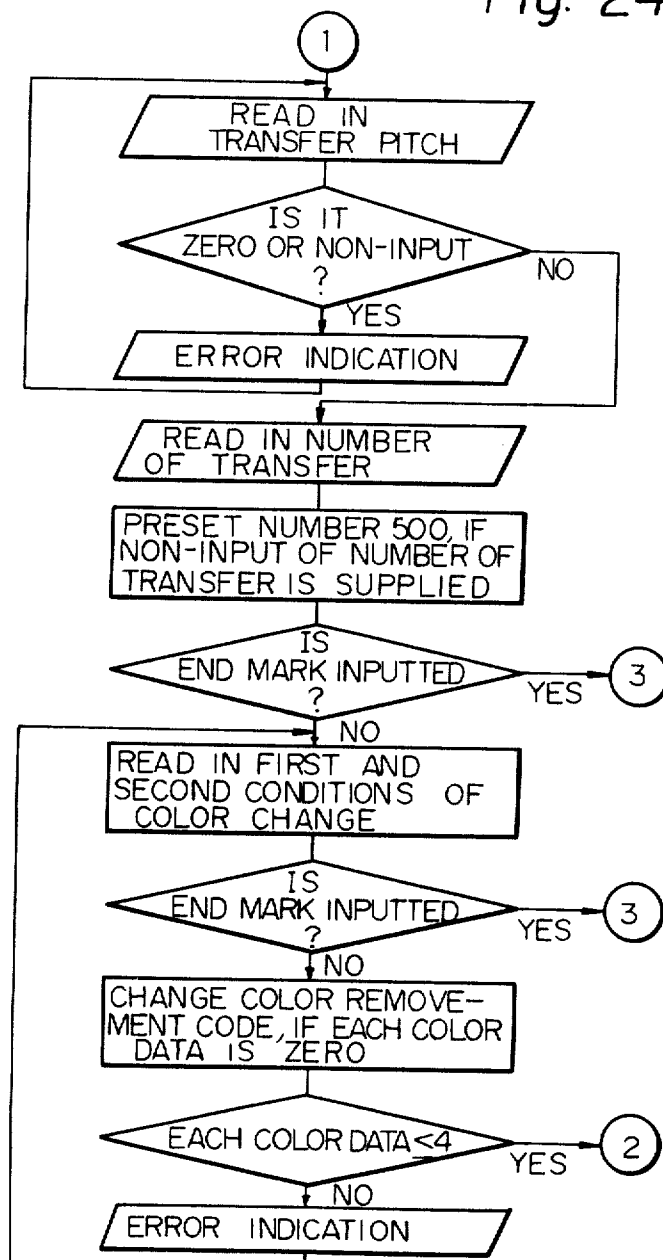 Fig. 24
1
READ IN
TRANSFER PITCH
IS IT
ZERO OR NON-INPUT
?
NO
YES
ERROR INDICATION
READ IN NUMBER
OF TRANSFER
PRESET NUMBER 500, IF
NON-INPUT OF NUMBER OF
TRANSFER IS SUPPLIED
IS
END MARK INPUTTED
?
YES
3
NO
READ IN FIRST AND
SECOND CONDITIONS OF
COLOR CHANGE
IS
END MARK INPUTTED
?
YES
3
NO
CHANGE COLOR REMOVE-
MENT CODE, IF EACH COLOR
DATA IS ZERO
EACH COLOR DATA ≤4
YES
2
NO
ERROR INDICATION